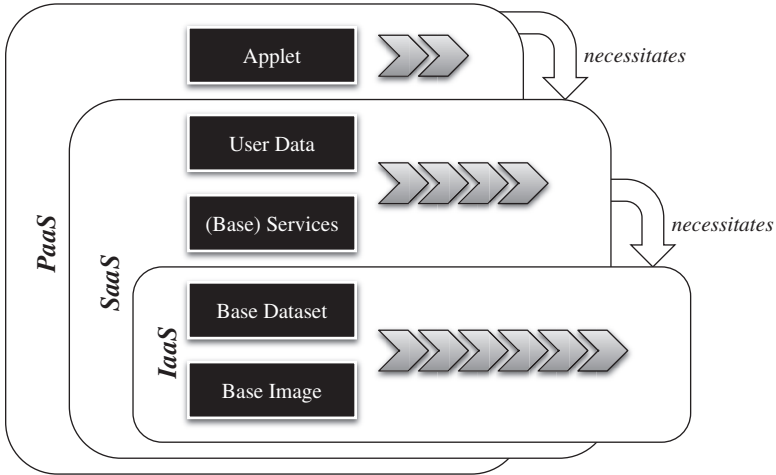 Applet
necessitates
User Data
(Base) Services
necessitates
PaaS
SaaS
IaaS
Base Dataset
Base Image